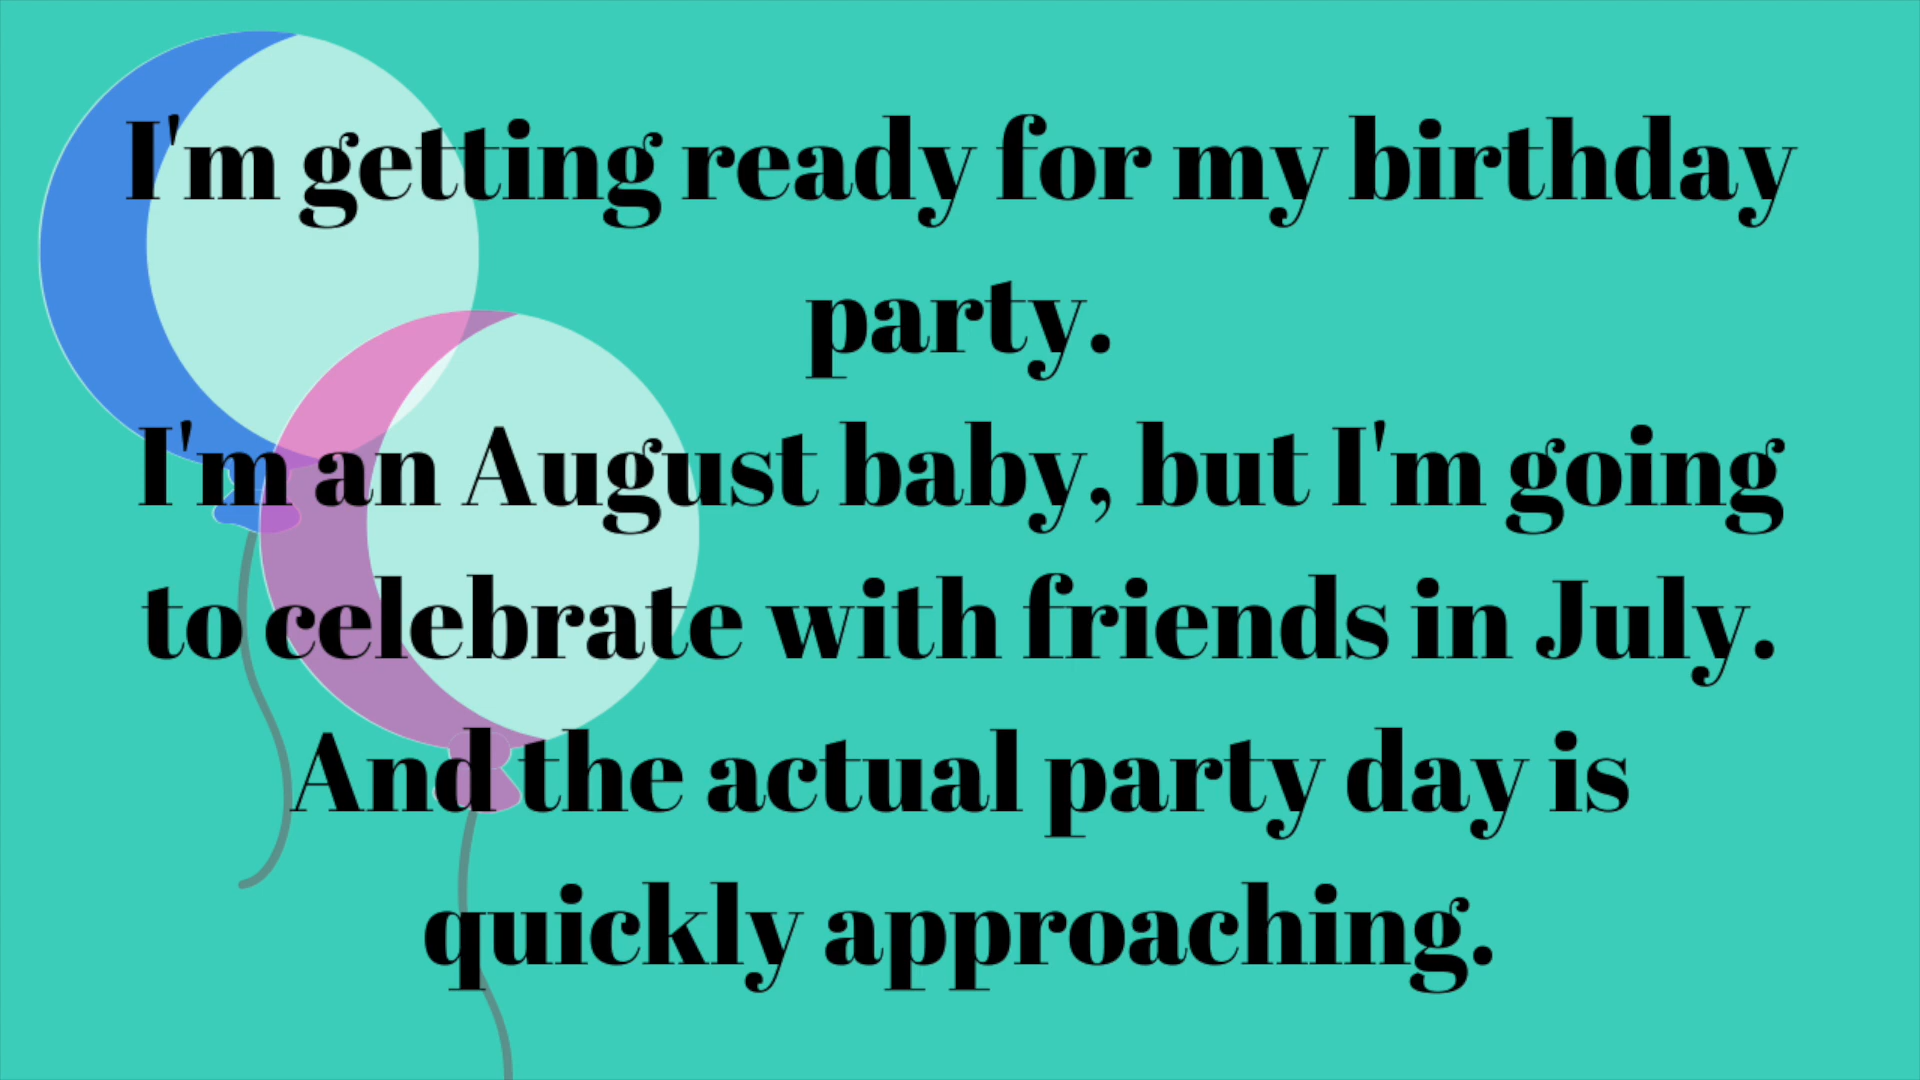 I'm getting ready for my birthday
party.
I'm an August baby, but I'm going
to celebrate with friends in July.
And the actual party day is
quickly approaching.